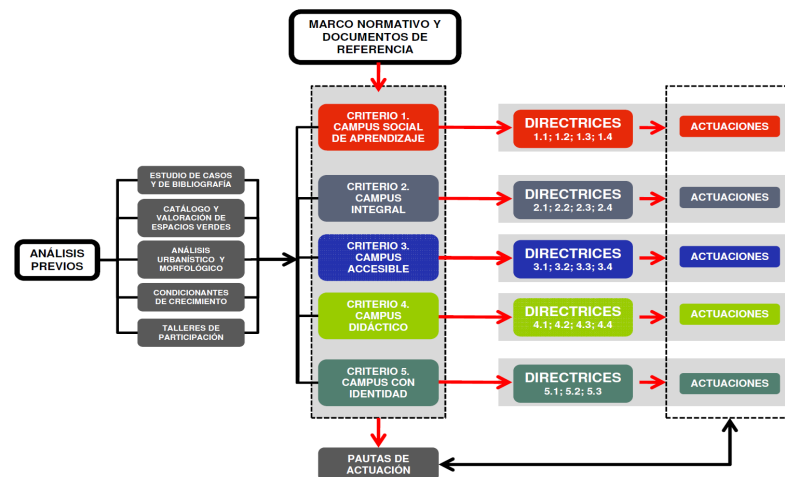 MARCO NORMATIVO Y
DOCUMENTOS DE
REFERENCIA
ANÁLISIS
PREVIOS
ESTUDIO DE CASOS
Y DE BIBLIOGRAFÍA
CATÁLOGO Y
VALORACIÓN DE
ESPACIOS VERDES
ANÁLISIS
URBANÍSTICO Y
MORFOLÓGICO
CONDICIONANTES
DE CRECIMIENTO
TALLERES DE
PARTICIPACIÓN
CRITERIO 1.
CAMPUS SOCIAL
DE APRENDIZAJE
DIRECTRICES
1.1; 1.2; 1.3; 1.4
ACTUACIONES
CRITERIO 2.
CAMPUS
INTEGRAL
DIRECTRICES
2.1; 2.2; 2.3; 2.4
ACTUACIONES
CRITERIO 3.
CAMPUS
ACCESIBLE
DIRECTRICES
3.1; 3.2; 3.3; 3.4
ACTUACIONES
CRITERIO 4.
CAMPUS
DIDÁCTICO
DIRECTRICES
4.1; 4.2; 4.3; 4.4
ACTUACIONES
CRITERIO 5.
CAMPUS CON
IDENTIDAD
DIRECTRICES
5.1; 5.2; 5.3
ACTUACIONES
PAUTAS DE
ACTUACIÓN